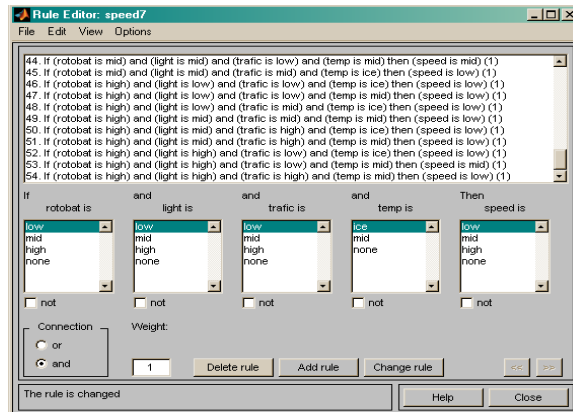 Rule Editor: speed7
File Edit View Options
44. If (rotobat is mid) and (light is mid) and (trafic is low) and (temp is mid) then (speed is mid) (1)
45. If (rotobat is mid) and (light is mid) and (trafic is mid) and (temp is ice) then (speed is low) (1)
46. If (rotobat is high) and (light is low) and (trafic is low) and (temp is ice) then (speed is low) (1)
47. If (rotobat is high) and (light is low) and (trafic is low) and (temp is mid) then (speed is low) (1)
48. If (rotobat is high) and (light is low) and (trafic is mid) and (temp is ice) then (speed is low) (1)
49. If (rotobat is high) and (light is mid) and (trafic is mid) and (temp is mid) then (speed is mid) (1)
50. If (rotobat is high) and (light is mid) and (trafic is high) and (temp is ice) then (speed is low) (1)
51. If (rotobat is high) and (light is mid) and (trafic is high) and (temp is mid) then (speed is mid) (1)
52. If (rotobat is high) and (light is high) and (trafic is low) and (temp is ice) then (speed is low) (1)
53. If (rotobat is high) and (light is high) and (trafic is low) and (temp is mid) then (speed is mid) (1)
54. If (rotobat is high) and (light is high) and (trafic is high) and (temp is mid) then (speed is low) (1)
If and and and Then
rotobat is light is trafic is temp is speed is
low low low ice low
mid mid mid mid mid
high high high none high
none none none none
not not not not not
Connection Weight:
or
and 1 Delete rule Add rule Change rule << >>
The rule is changed Help Close